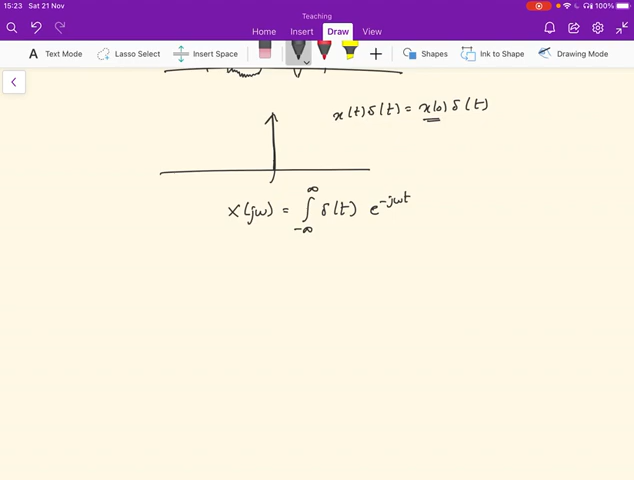 15:23 Sat 21 Nov 100%
Teaching
Home Insert Draw View
A Text Mode Lasso Select Insert Space Shapes Ink to Shape Drawing Mode
x(t)δ(t) = x(0)δ(t)
X(jω) = ∫_{-∞}^{∞} δ(t) e^{-jωt}